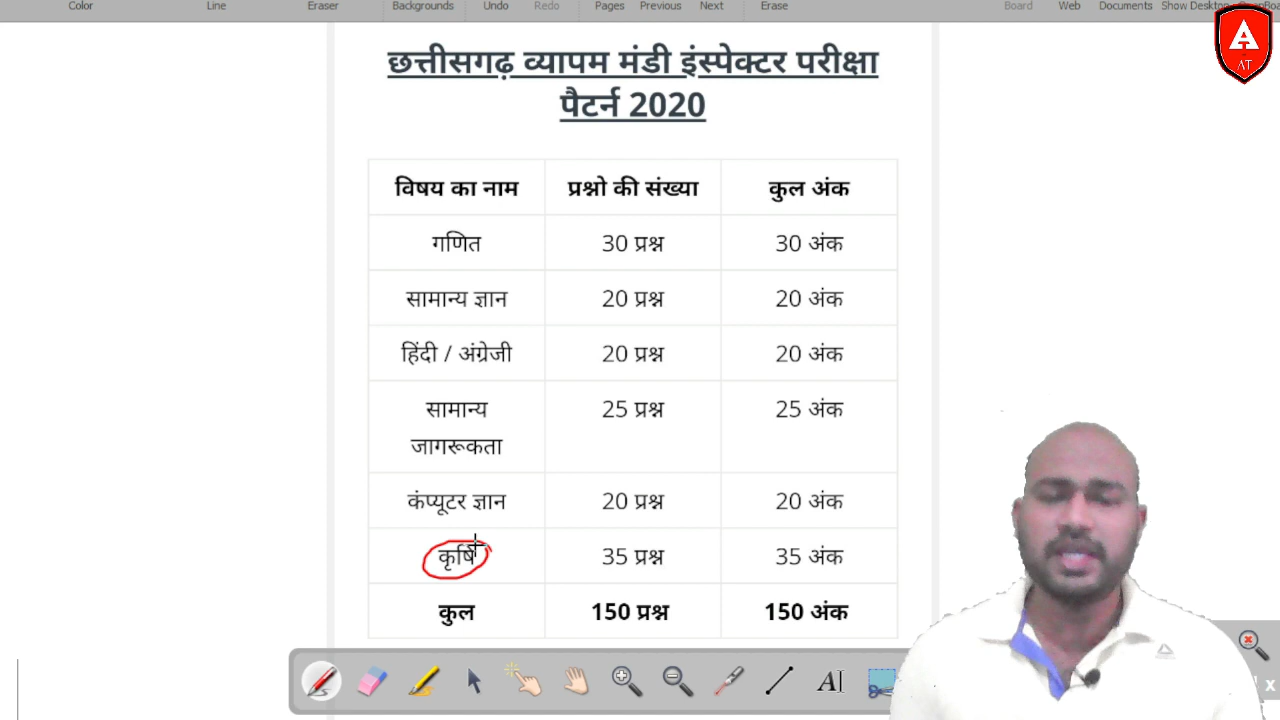 Color Line Eraser Backgrounds Undo Redo Pages Previous Next Erase Board Web Documents Show Desktop
छत्तीसगढ़ व्यापम मंडी इंस्पेक्टर परीक्षा
पैटर्न 2020
विषय का नाम प्रश्नो की संख्या कुल अंक
गणित 30 प्रश्न 30 अंक
सामान्य ज्ञान 20 प्रश्न 20 अंक
हिंदी / अंग्रेजी 20 प्रश्न 20 अंक
सामान्य 25 प्रश्न 25 अंक
जागरूकता
कंप्यूटर ज्ञान 20 प्रश्न 20 अंक
कृषि 35 प्रश्न 35 अंक
कुल 150 प्रश्न 150 अंक
AT